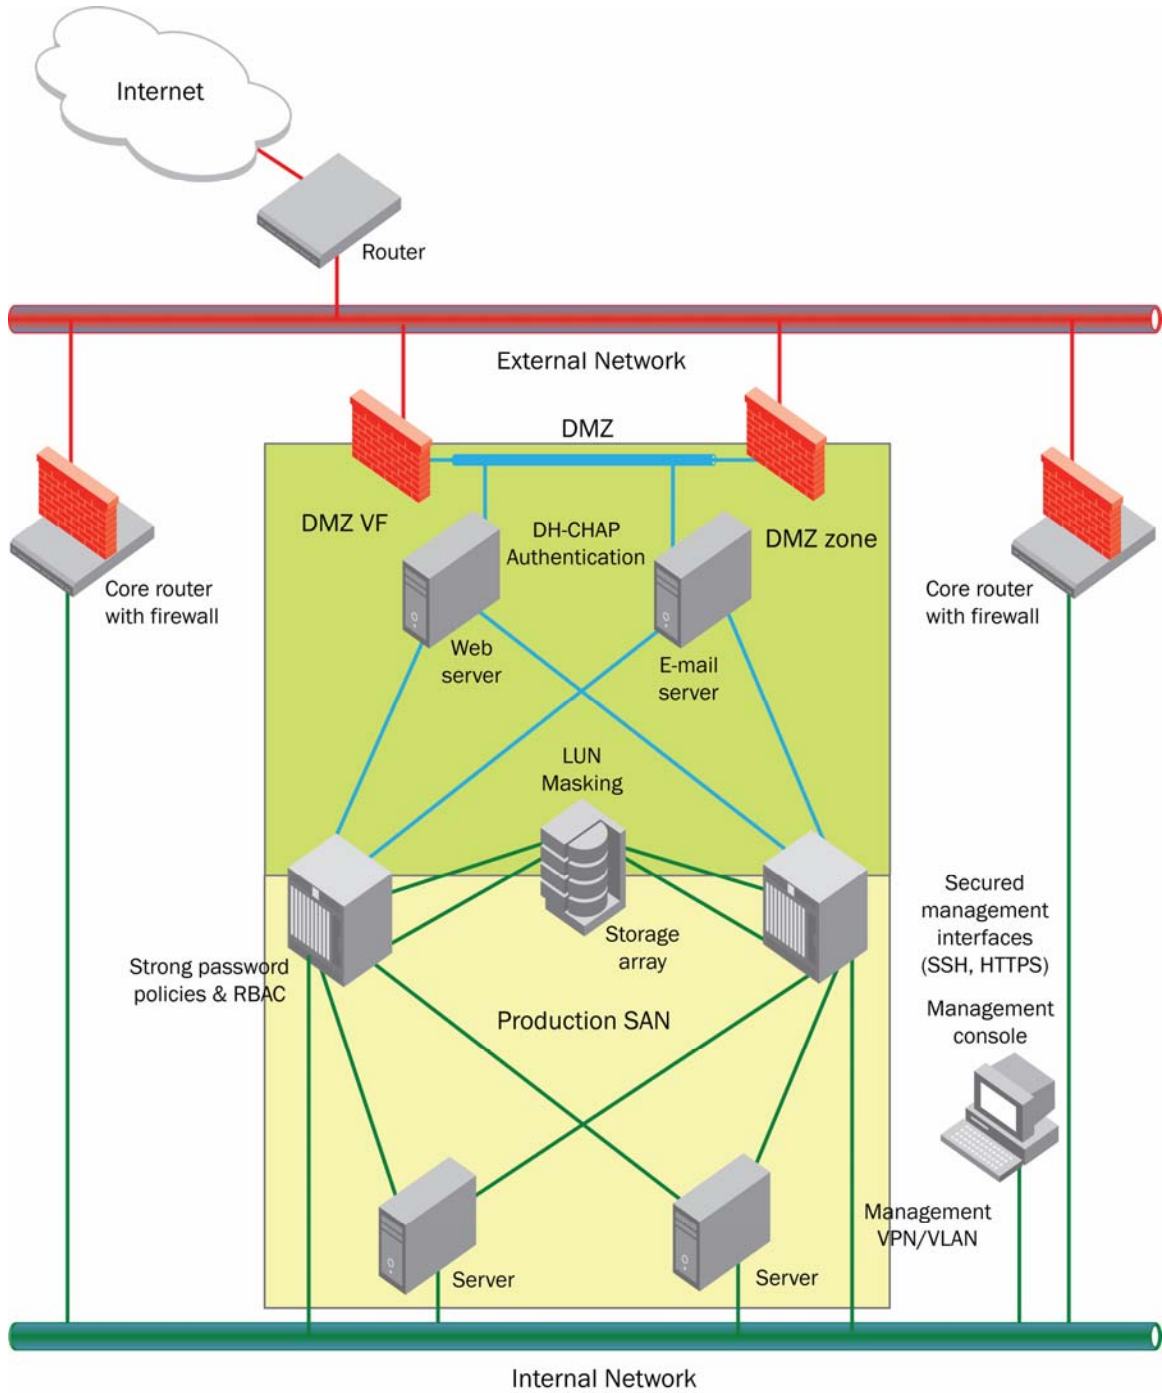 Internet
Router
External Network
DMZ
DMZ VF
DH-CHAP
Authentication
DMZ zone
Core router
with firewall
Core router
with firewall
Web
server
E-mail
server
LUN
Masking
Storage
array
Secured
management
interfaces
(SSH, HTTPS)
Strong password
policies & RBAC
Management
console
Production SAN
Management
VPN/VLAN
Server
Server
Internal Network